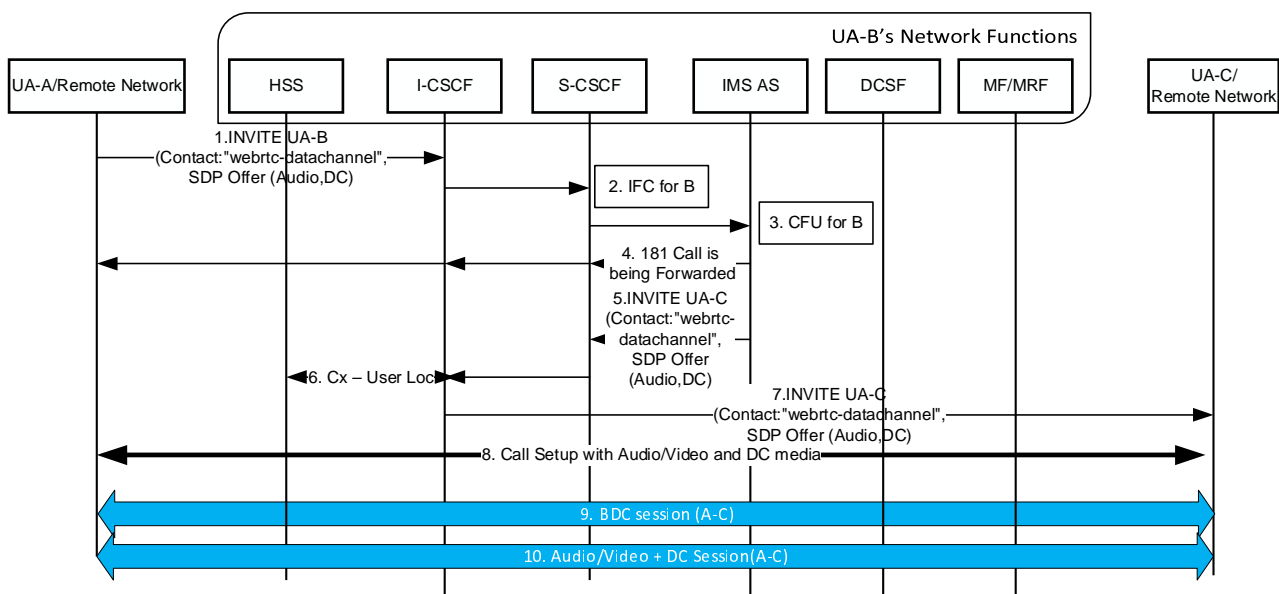 UA-B's Network Functions
UA-A/Remote Network
HSS
I-CSCF
S-CSCF
IMS AS
DCSF
MF/MRF
UA-C/
Remote Network
1.INVITE UA-B
(Contact:"webrtc-datachannel",
SDP Offer (Audio,DC)
2. IFC for B
3. CFU for B
4. 181 Call is
being Forwarded
5.INVITE UA-C
(Contact:"webrtc-
datachannel",
SDP Offer
(Audio,DC)
6. Cx – User Loc
7.INVITE UA-C
(Contact:"webrtc-datachannel",
SDP Offer (Audio,DC)
8. Call Setup with Audio/Video and DC media
9. BDC session (A-C)
10. Audio/Video + DC Session(A-C)